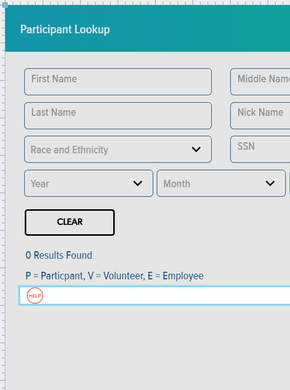 Participant Lookup
First Name
Middle Name
Last Name
Nick Name
Race and Ethnicity
SSN
Year
Month
CLEAR
0 Results Found
P = Particpant, V = Volunteer, E = Employee
HELP